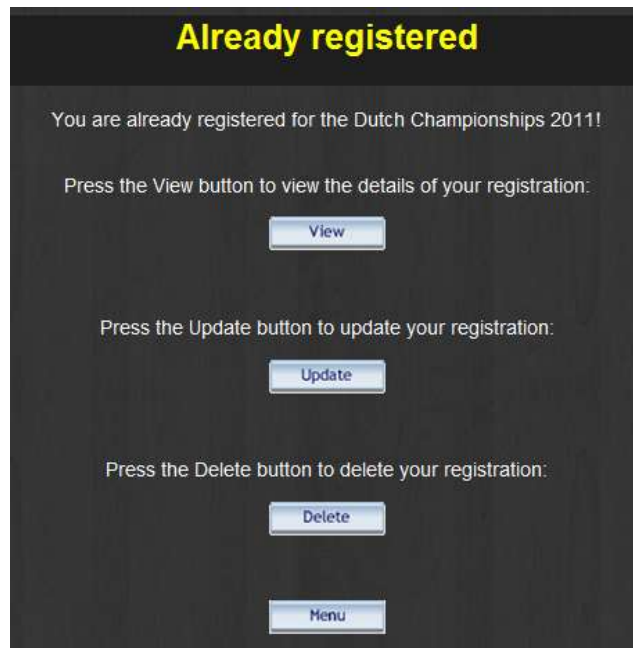 Already registered
You are already registered for the Dutch Championships 2011!
Press the View button to view the details of your registration:
View
Press the Update button to update your registration:
Update
Press the Delete button to delete your registration:
Delete
Menu